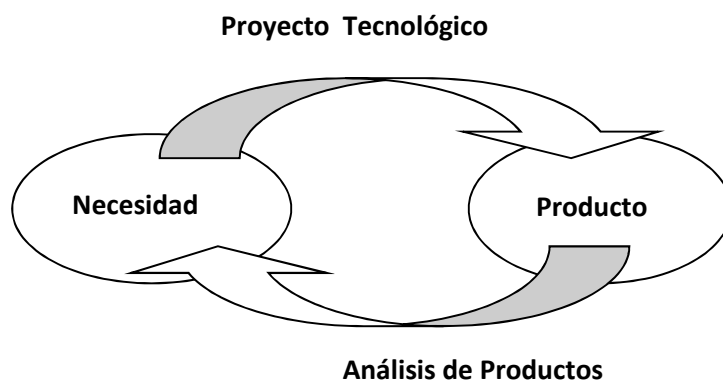 Proyecto Tecnológico
Necesidad
Producto
Análisis de Productos